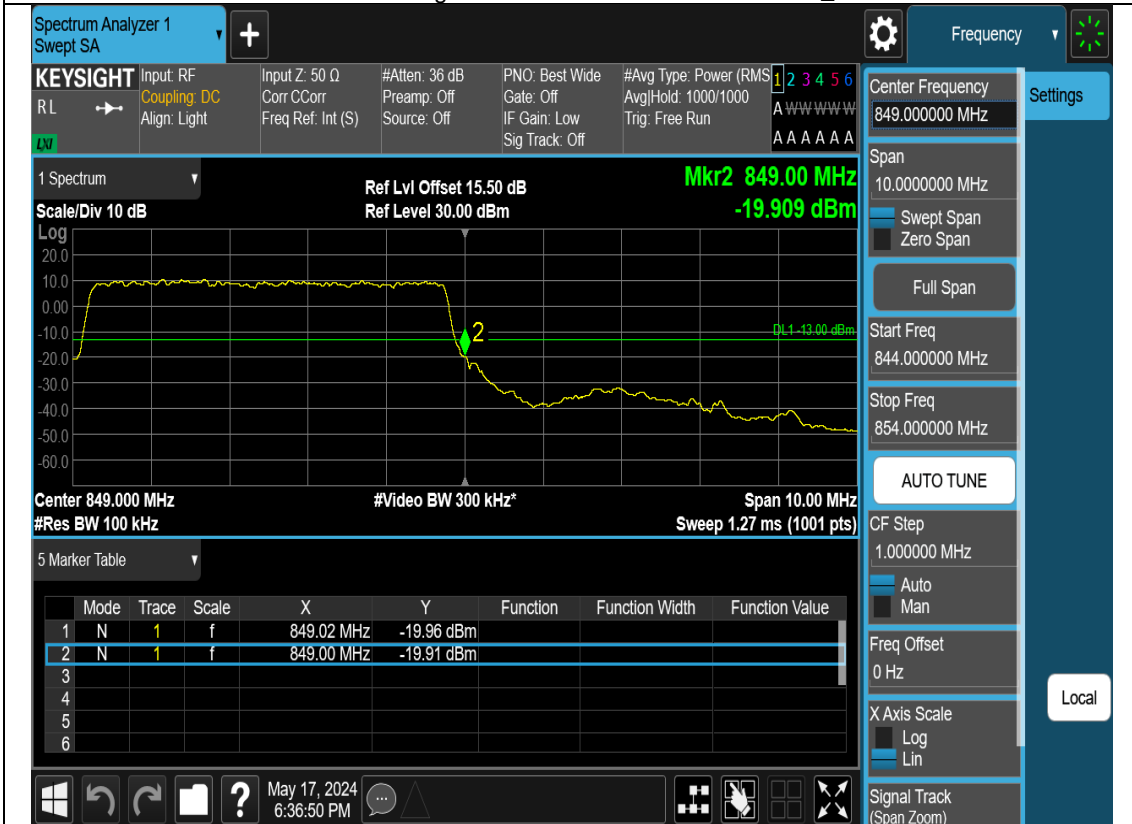 Spectrum Analyzer 1
Swept SA
+
Frequency
KEYSIGHT
R L
LXI
Input: RF
Coupling: DC
Align: Light
Input Z: 50 Ω
Corr CCorr
Freq Ref: Int (S)
#Atten: 36 dB
Preamp: Off
Source: Off
PNO: Best Wide
Gate: Off
IF Gain: Low
Sig Track: Off
#Avg Type: Power (RMS
Avg|Hold: 1000/1000
Trig: Free Run
1 2 3 4 5 6
A W W W W W
A A A A A A
1 Spectrum
Scale/Div 10 dB
Ref Lvl Offset 15.50 dB
Ref Level 30.00 dBm
Mkr2 849.00 MHz
-19.909 dBm
Log
20.0
10.0
0.00
-10.0
-20.0
-30.0
-40.0
-50.0
-60.0
2
DL1 -13.00 dBm
Center 849.000 MHz
#Video BW 300 kHz*
Span 10.00 MHz
#Res BW 100 kHz
Sweep 1.27 ms (1001 pts)
5 Marker Table
Mode Trace Scale X Y Function Function Width Function Value
1 N 1 f 849.02 MHz -19.96 dBm
2 N 1 f 849.00 MHz -19.91 dBm
3
4
5
6
?
May 17, 2024
6:36:50 PM
Center Frequency
849.000000 MHz
Settings
Span
10.0000000 MHz
Swept Span
Zero Span
Full Span
Start Freq
844.000000 MHz
Stop Freq
854.000000 MHz
AUTO TUNE
CF Step
1.000000 MHz
Auto
Man
Freq Offset
0 Hz
X Axis Scale
Log
Lin
Local
Signal Track
(Span Zoom)